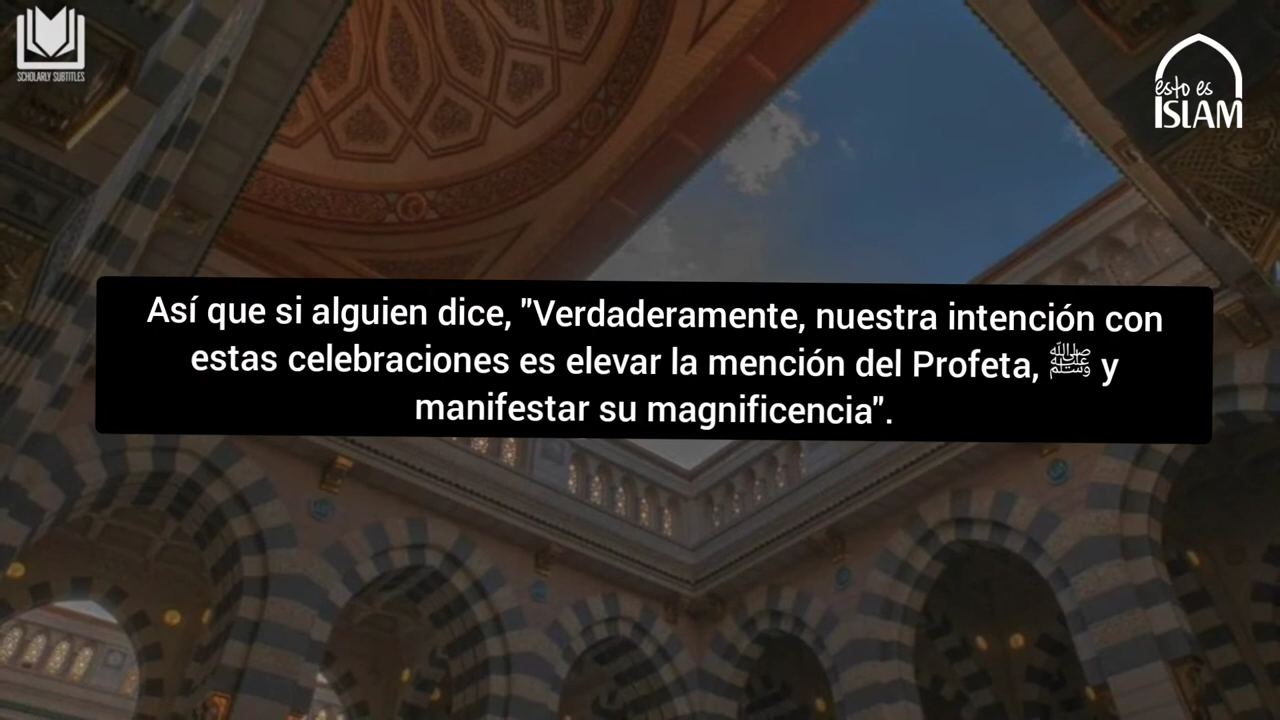 SCHOLARLY SUBTITLES
esto es
ISLAM
Así que si alguien dice, "Verdaderamente, nuestra intención con
estas celebraciones es elevar la mención del Profeta, ﷺ y
manifestar su magnificencia".